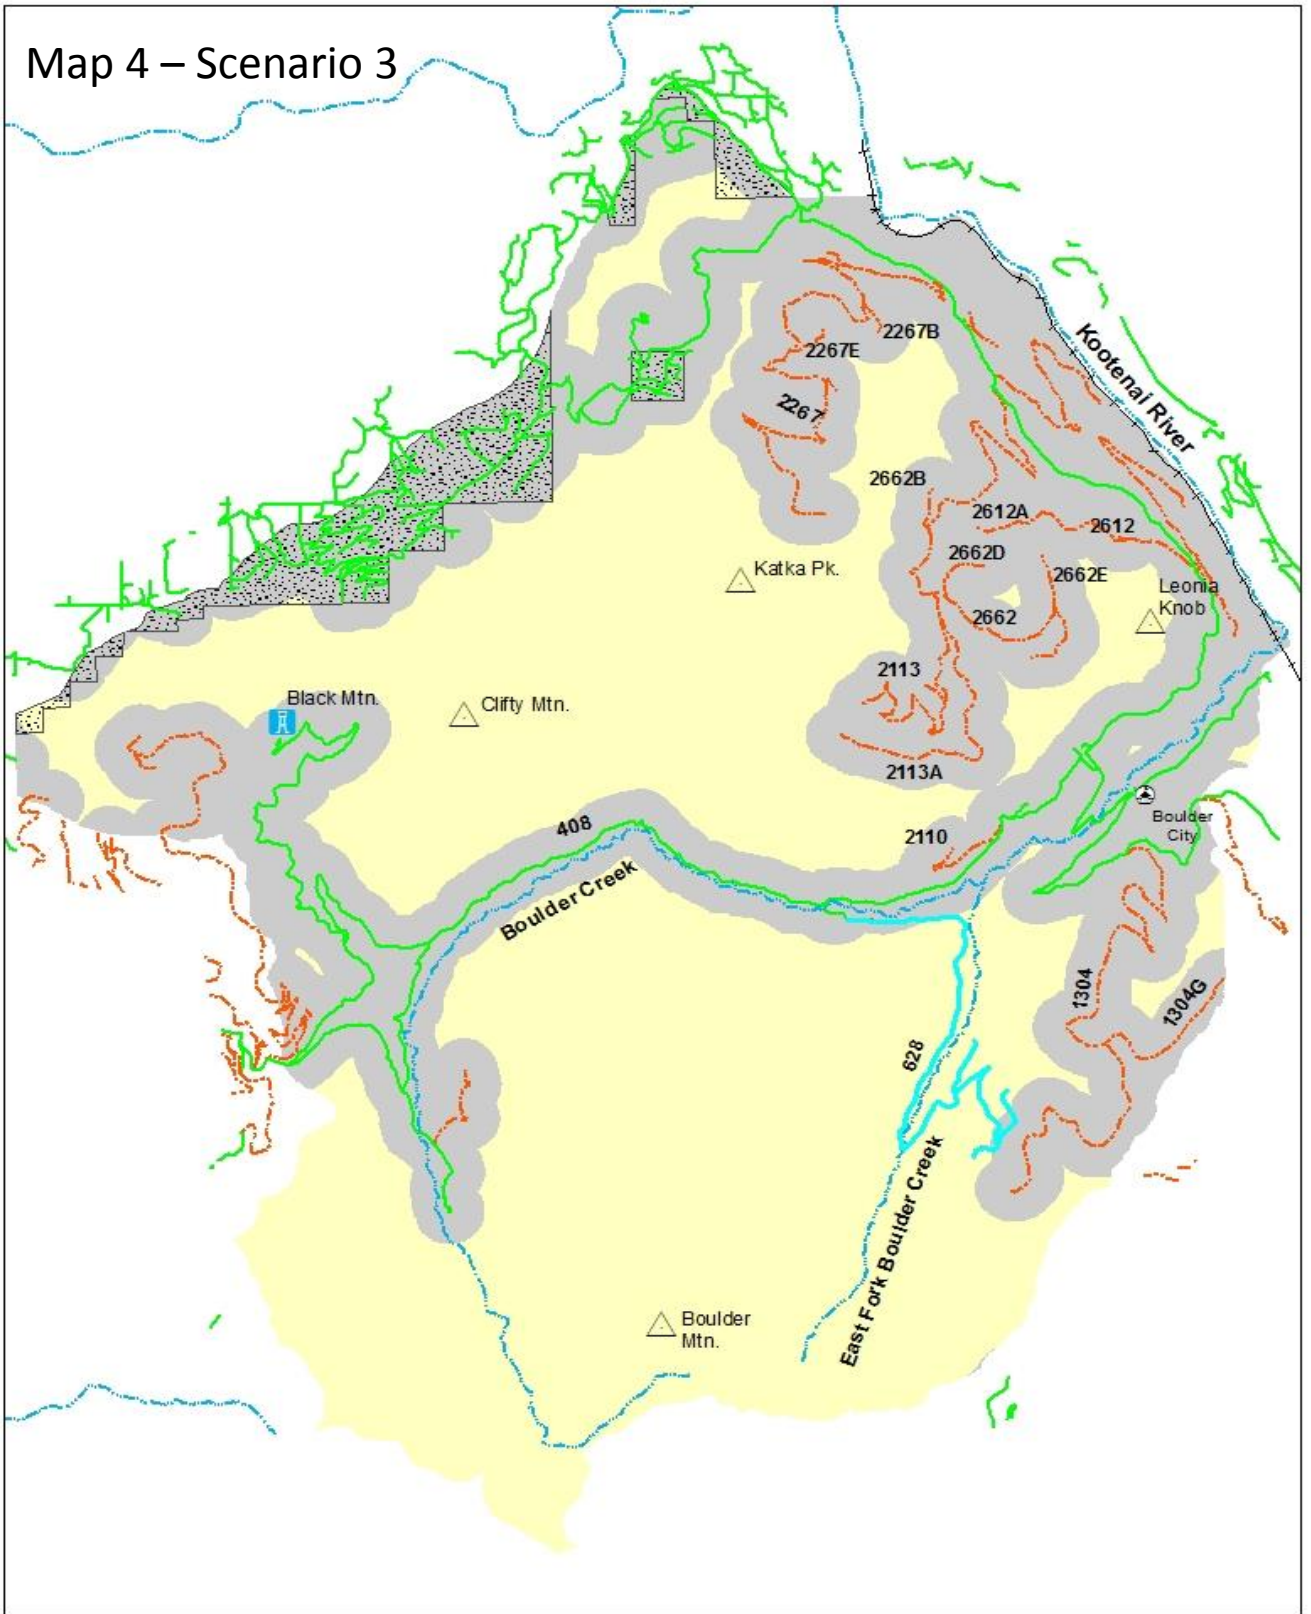 Map 4 – Scenario 3
Kootenai River
2267B
2267E
2267
2662B
2612A
2612
2662D
2662E
Katka Pk.
Leonia
Knob
2662
2113
Black Mtn.
Clifty Mtn.
2113A
408
2110
Boulder
City
Boulder Creek
1304
1304G
628
East Fork Boulder Creek
Boulder
Mtn.